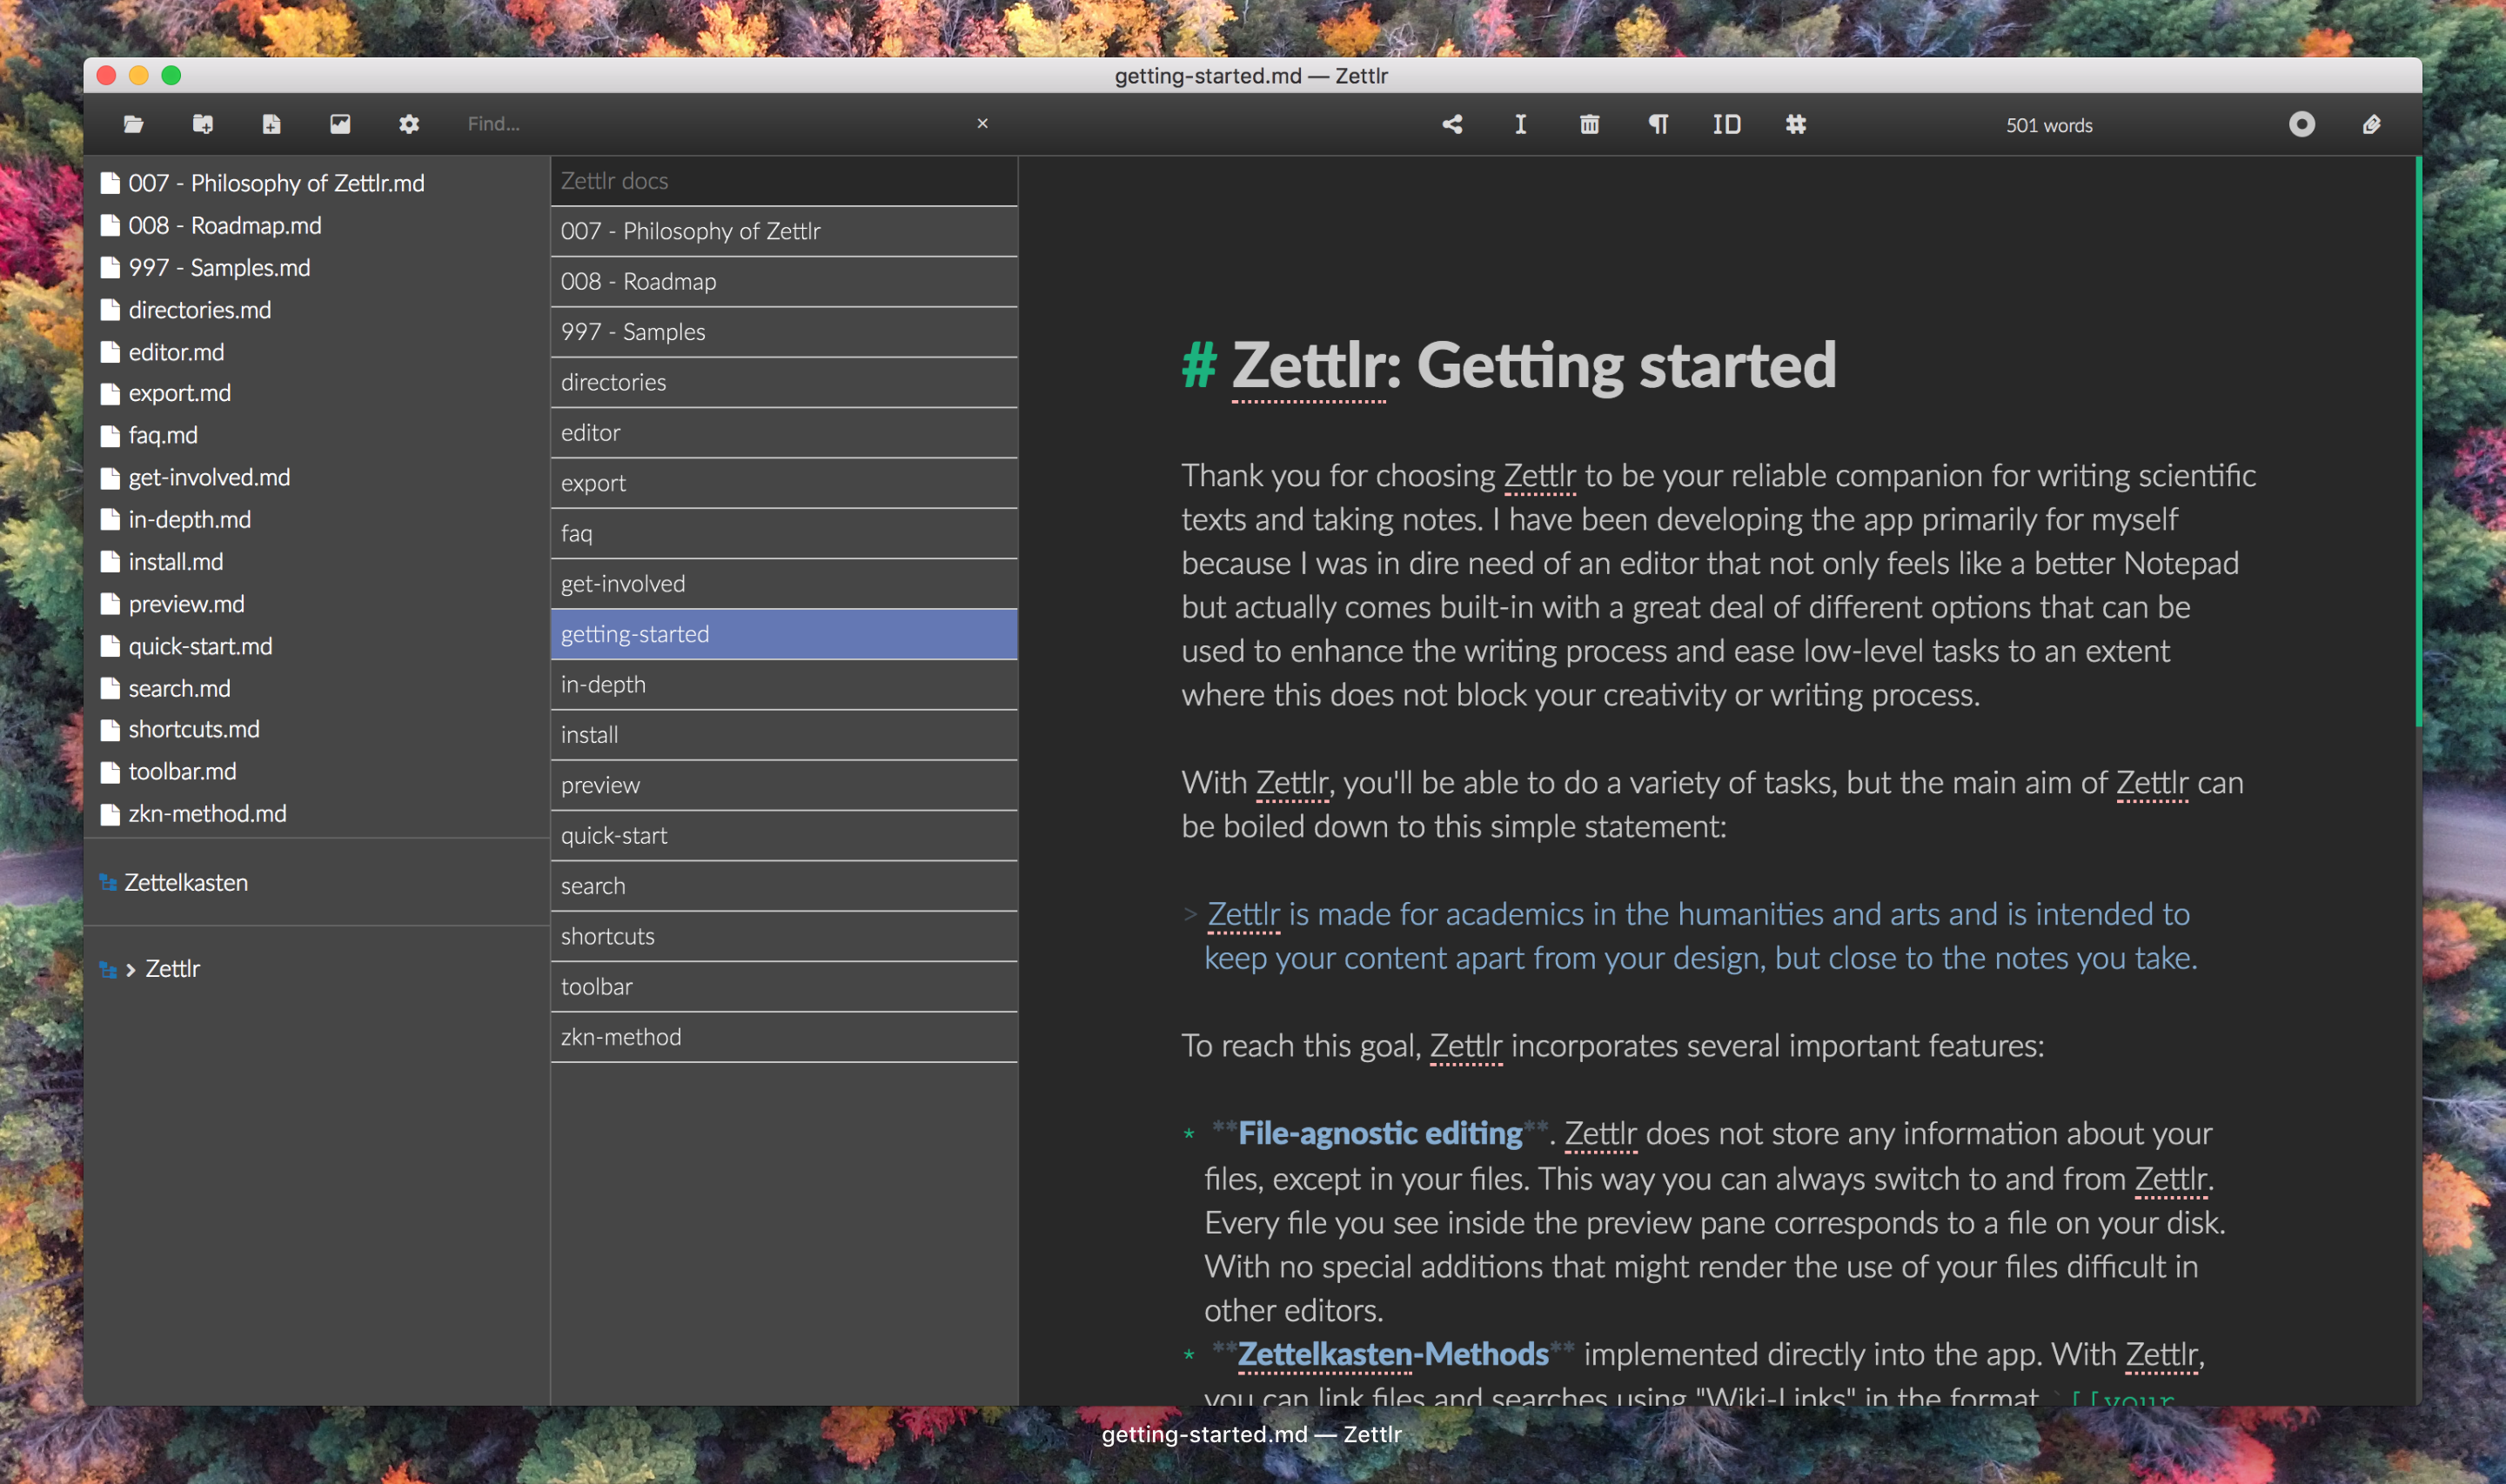 getting-started.md — Zettlr
Find...
×
ID
#
501 words
007 - Philosophy of Zettlr.md
008 - Roadmap.md
997 - Samples.md
directories.md
editor.md
export.md
faq.md
get-involved.md
in-depth.md
install.md
preview.md
quick-start.md
search.md
shortcuts.md
toolbar.md
zkn-method.md
Zettelkasten
Zettlr
Zettlr docs
007 - Philosophy of Zettlr
008 - Roadmap
997 - Samples
directories
editor
export
faq
get-involved
getting-started
in-depth
install
preview
quick-start
search
shortcuts
toolbar
zkn-method
# Zettlr: Getting started
Thank you for choosing Zettlr to be your reliable companion for writing scientific
texts and taking notes. I have been developing the app primarily for myself
because I was in dire need of an editor that not only feels like a better Notepad
but actually comes built-in with a great deal of different options that can be
used to enhance the writing process and ease low-level tasks to an extent
where this does not block your creativity or writing process.
With Zettlr, you'll be able to do a variety of tasks, but the main aim of Zettlr can
be boiled down to this simple statement:
> Zettlr is made for academics in the humanities and arts and is intended to
keep your content apart from your design, but close to the notes you take.
To reach this goal, Zettlr incorporates several important features:
* **File-agnostic editing**. Zettlr does not store any information about your
files, except in your files. This way you can always switch to and from Zettlr.
Every file you see inside the preview pane corresponds to a file on your disk.
With no special additions that might render the use of your files difficult in
other editors.
* **Zettelkasten-Methods** implemented directly into the app. With Zettlr,
you can link files and searches using "Wiki-Links" in the format `[[your
getting-started.md — Zettlr